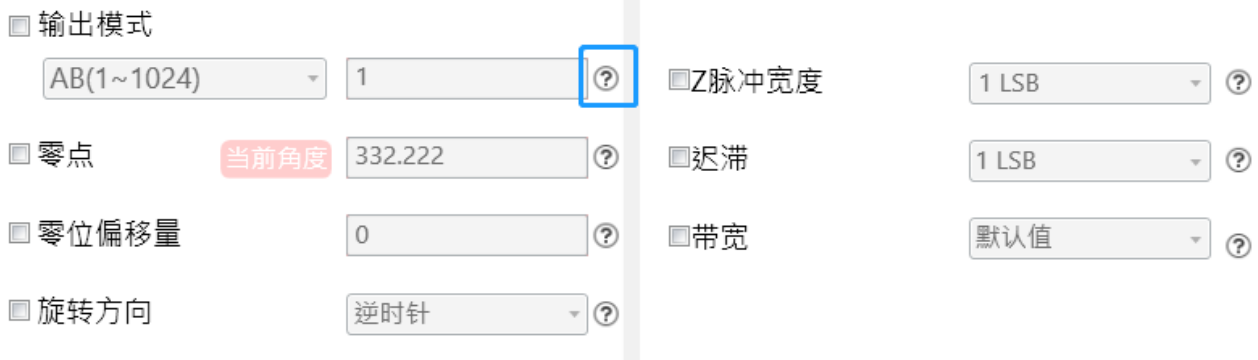 输出模式
AB(1~1024) 1 ?
零点 当前角度 332.222 ?
零位偏移量 0 ?
旋转方向 逆时针 ?
Z脉冲宽度 1 LSB ?
迟滞 1 LSB ?
带宽 默认值 ?